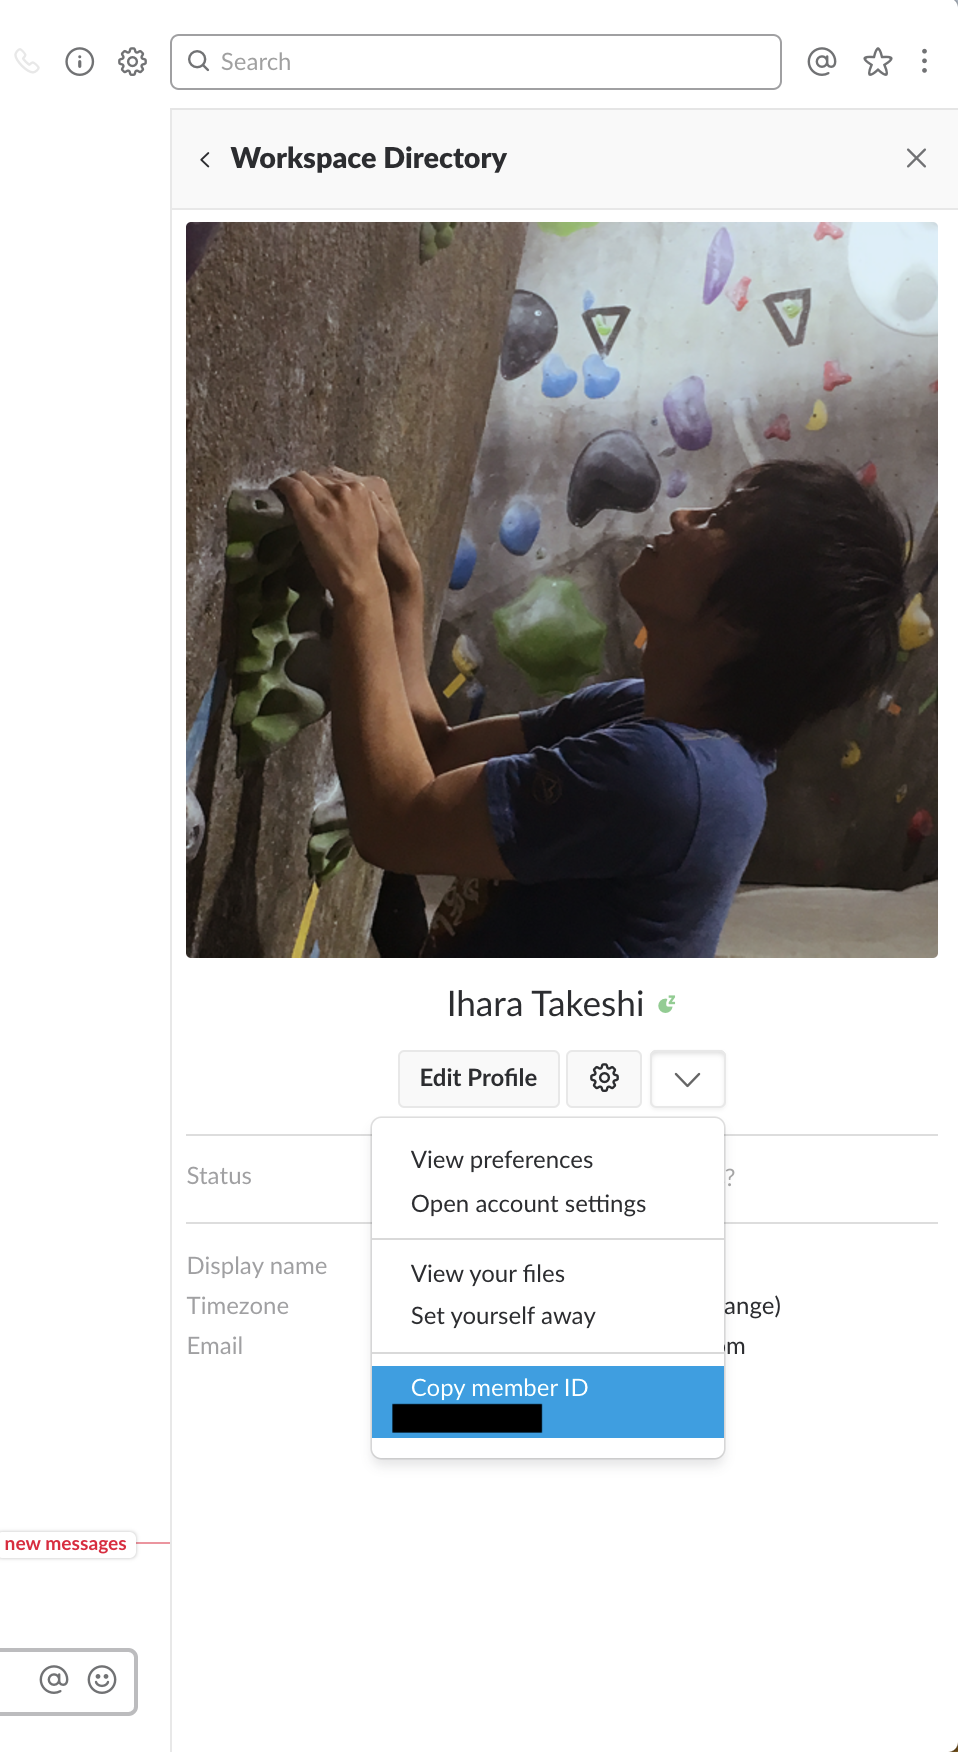 Search
Workspace Directory
Ihara Takeshi
Edit Profile
View preferences
Status ?
Open account settings
View your files
Display name
Timezone ange)
Set yourself away
Email om
Copy member ID
new messages